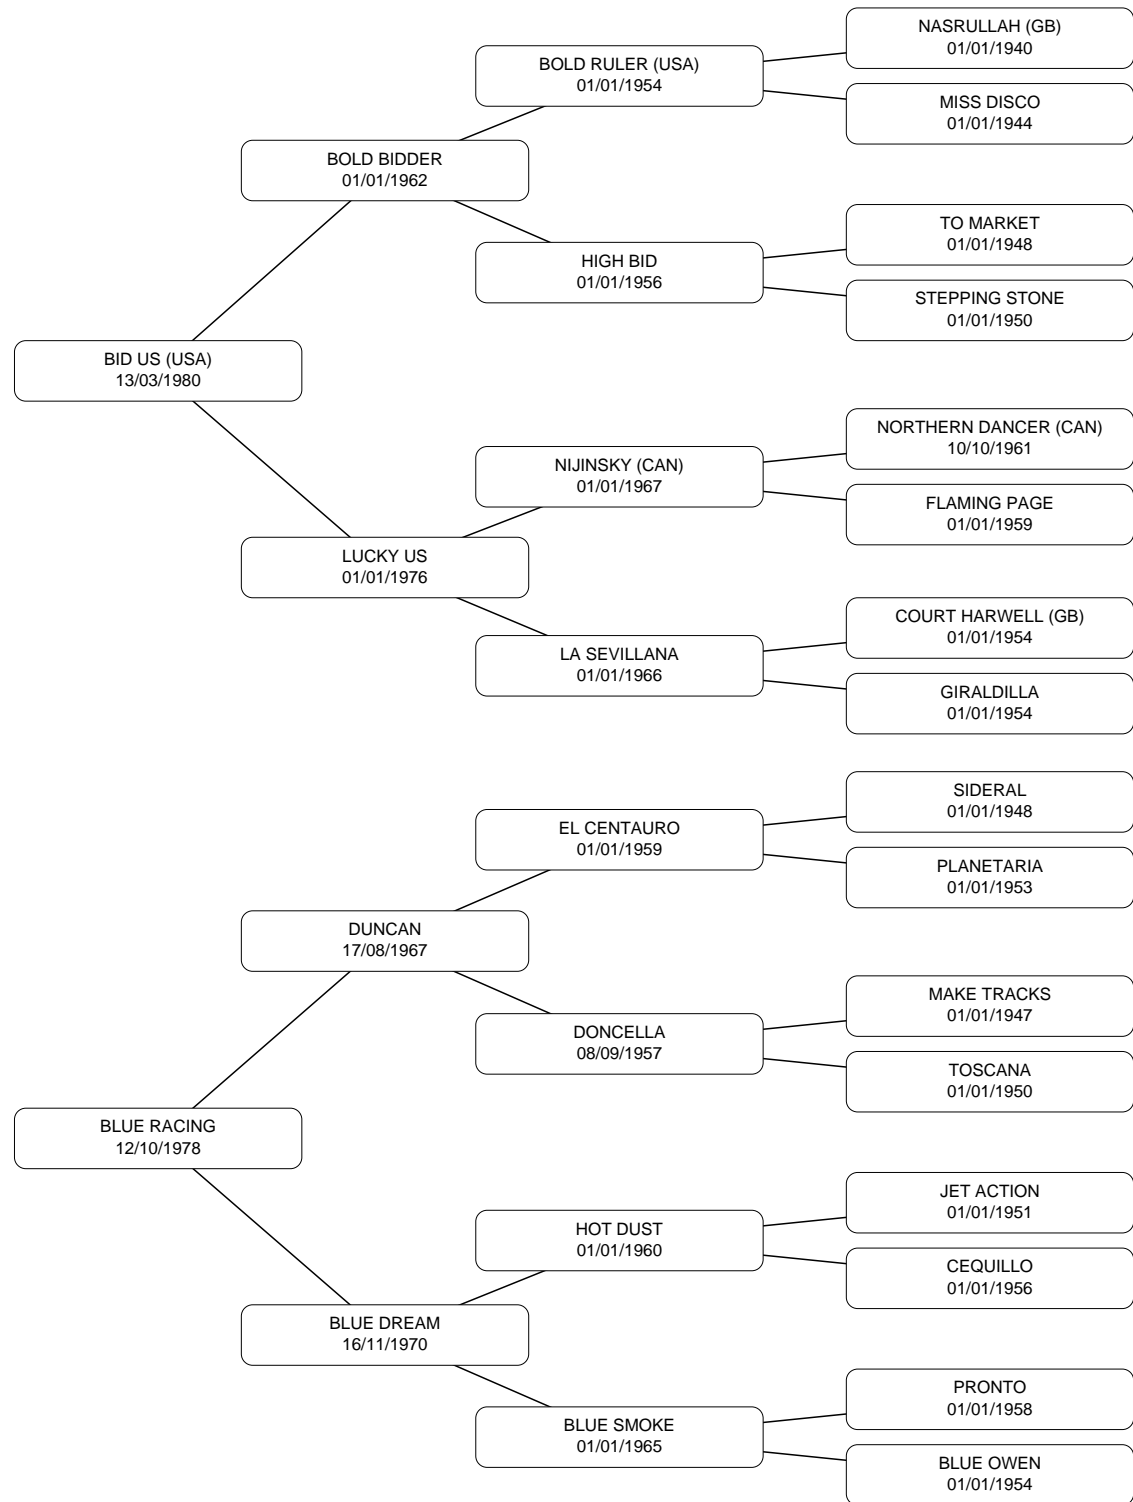 NASRULLAH (GB)
01/01/1940
BOLD RULER (USA)
01/01/1954
MISS DISCO
01/01/1944
BOLD BIDDER
01/01/1962
TO MARKET
01/01/1948
HIGH BID
01/01/1956
STEPPING STONE
01/01/1950
BID US (USA)
13/03/1980
NORTHERN DANCER (CAN)
10/10/1961
NIJINSKY (CAN)
01/01/1967
FLAMING PAGE
01/01/1959
LUCKY US
01/01/1976
COURT HARWELL (GB)
01/01/1954
LA SEVILLANA
01/01/1966
GIRALDILLA
01/01/1954
SIDERAL
01/01/1948
EL CENTAURO
01/01/1959
PLANETARIA
01/01/1953
DUNCAN
17/08/1967
MAKE TRACKS
01/01/1947
DONCELLA
08/09/1957
TOSCANA
01/01/1950
BLUE RACING
12/10/1978
JET ACTION
01/01/1951
HOT DUST
01/01/1960
CEQUILLO
01/01/1956
BLUE DREAM
16/11/1970
PRONTO
01/01/1958
BLUE SMOKE
01/01/1965
BLUE OWEN
01/01/1954